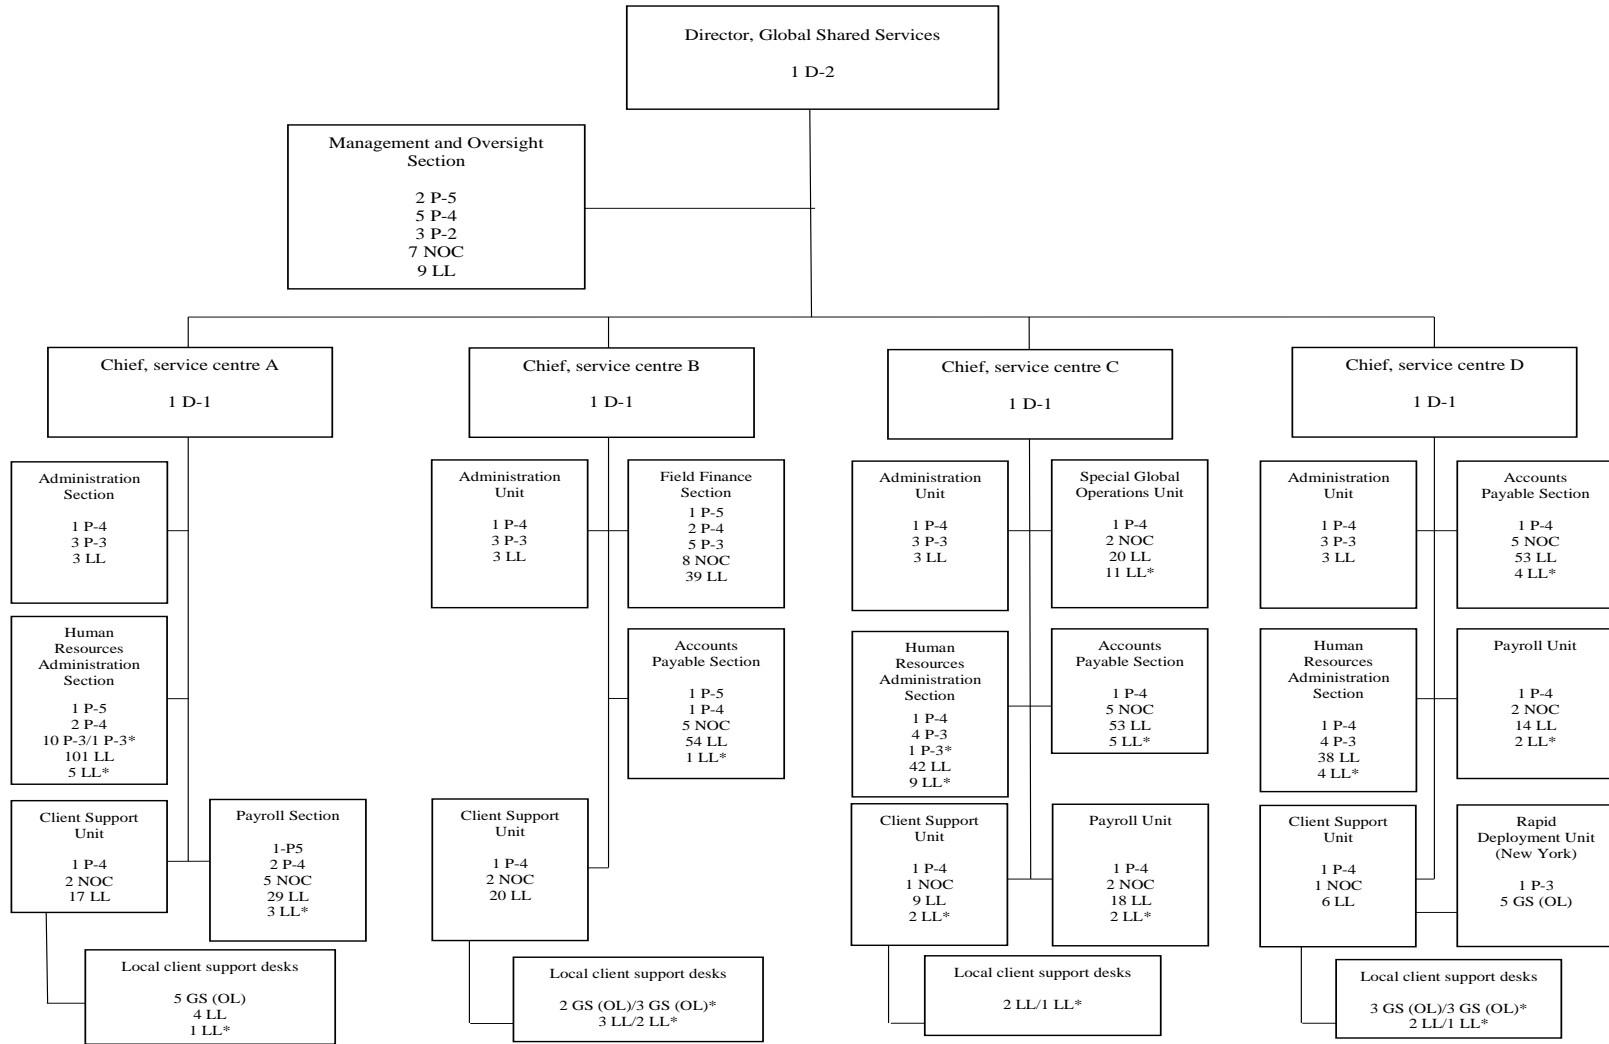 Director, Global Shared Services
1 D-2
Management and Oversight
Section
2 P-5
5 P-4
3 P-2
7 NOC
9 LL
Chief, service centre A
1 D-1
Chief, service centre B
1 D-1
Chief, service centre C
1 D-1
Chief, service centre D
1 D-1
Administration
Section
1 P-4
3 P-3
3 LL
Human
Resources
Administration
Section
1 P-5
2 P-4
10 P-3/1 P-3*
101 LL
5 LL*
Client Support
Unit
1 P-4
2 NOC
17 LL
Payroll Section
1-P5
2 P-4
5 NOC
29 LL
3 LL*
Local client support desks
5 GS (OL)
4 LL
1 LL*
Administration
Unit
1 P-4
3 P-3
3 LL
Field Finance
Section
1 P-5
2 P-4
5 P-3
8 NOC
39 LL
Accounts
Payable Section
1 P-5
1 P-4
5 NOC
54 LL
1 LL*
Client Support
Unit
1 P-4
2 NOC
20 LL
Local client support desks
2 GS (OL)/3 GS (OL)*
3 LL/2 LL*
Administration
Unit
1 P-4
3 P-3
3 LL
Special Global
Operations Unit
1 P-4
2 NOC
20 LL
11 LL*
Human
Resources
Administration
Section
1 P-4
4 P-3
1 P-3*
42 LL
9 LL*
Accounts
Payable Section
1 P-4
5 NOC
53 LL
5 LL*
Client Support
Unit
1 P-4
1 NOC
9 LL
2 LL*
Payroll Unit
1 P-4
2 NOC
18 LL
2 LL*
Local client support desks
2 LL/1 LL*
Administration
Unit
1 P-4
3 P-3
3 LL
Accounts
Payable Section
1 P-4
5 NOC
53 LL
4 LL*
Human
Resources
Administration
Section
1 P-4
4 P-3
38 LL
4 LL*
Payroll Unit
1 P-4
2 NOC
14 LL
2 LL*
Client Support
Unit
1 P-4
1 NOC
6 LL
Rapid
Deployment Unit
(New York)
1 P-3
5 GS (OL)
Local client support desks
3 GS (OL)/3 GS (OL)*
2 LL/1 LL*